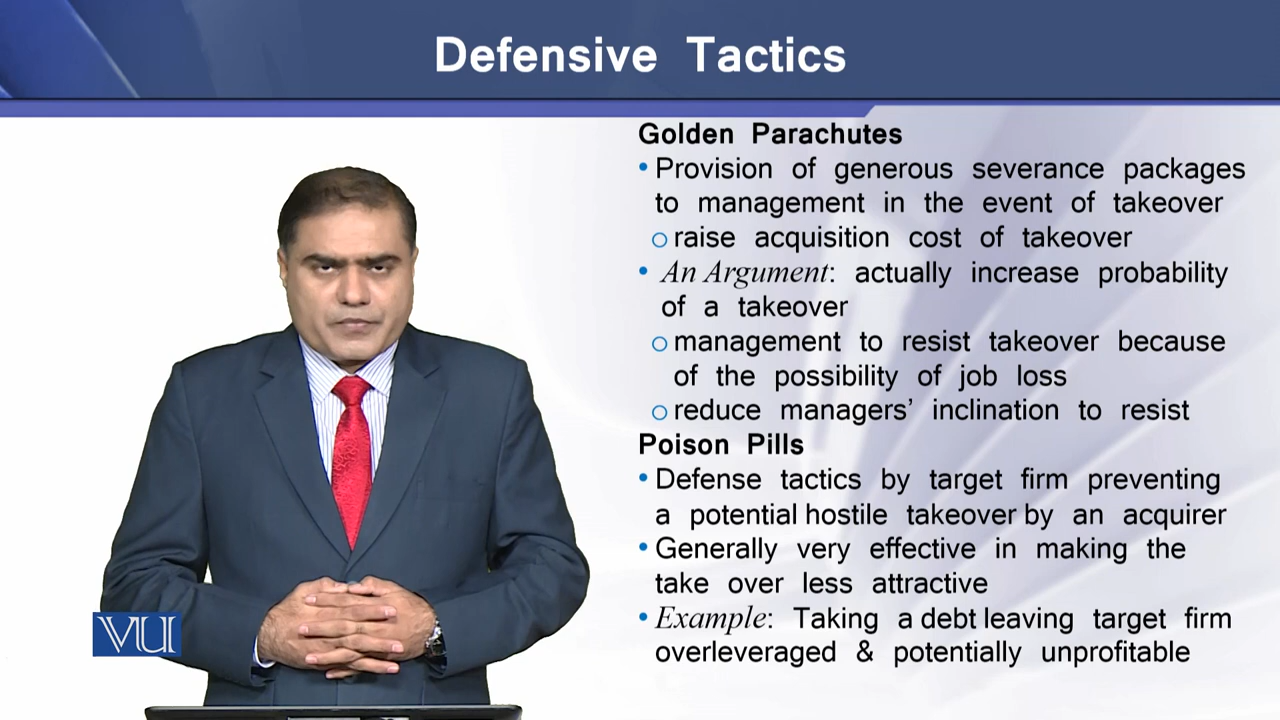 Defensive Tactics
Golden Parachutes
• Provision of generous severance packages
to management in the event of takeover
○ raise acquisition cost of takeover
• An Argument: actually increase probability
of a takeover
○ management to resist takeover because
of the possibility of job loss
○ reduce managers’ inclination to resist
Poison Pills
• Defense tactics by target firm preventing
a potential hostile takeover by an acquirer
• Generally very effective in making the
take over less attractive
• Example: Taking a debt leaving target firm
overleveraged & potentially unprofitable
VU